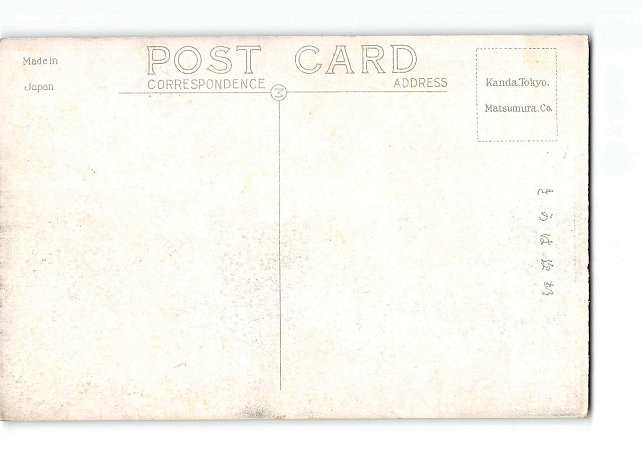 Made in
Japan
POST CARD
CORRESPONDENCE
ADDRESS
M
Kanda.Tokyo.
Matsumura.Co.